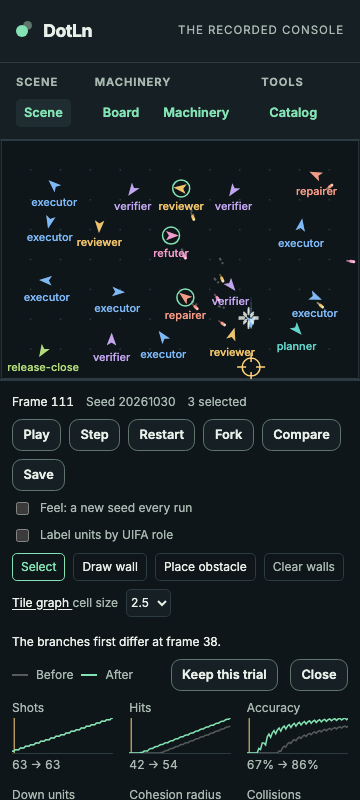 DotLn
THE RECORDED CONSOLE
SCENE MACHINERY TOOLS
Scene Board Machinery Catalog
repairer
executor verifier reviewer verifier
executor reviewer executor
refuter
executor executor verifier executor
repairer
planner
verifier executor reviewer
release-close
Frame 111 Seed 20261030 3 selected
Play Step Restart Fork Compare
Save
Feel: a new seed every run
Label units by UIFA role
Select Draw wall Place obstacle Clear walls
Tile graph cell size 2.5
The branches first differ at frame 38.
Before After Keep this trial Close
Shots Hits Accuracy
63 → 63 42 → 54 67% → 86%
Down units Cohesion radius Collisions